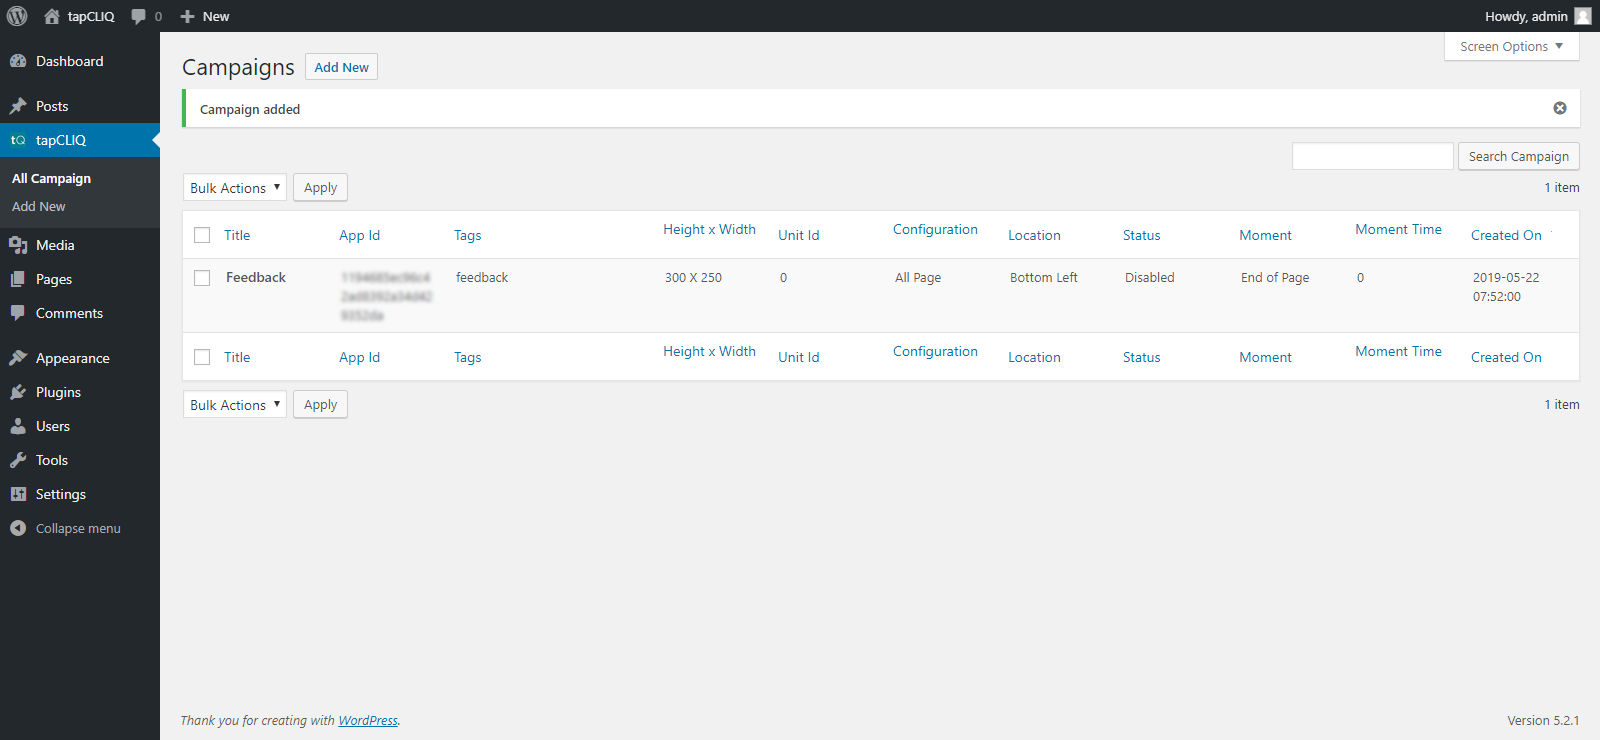 tapCLIQ 0 New Howdy, admin
Screen Options
Dashboard
Posts
tQ tapCLIQ
All Campaign
Add New
Media
Pages
Comments
Appearance
Plugins
Users
Tools
Settings
Collapse menu
Campaigns Add New
Campaign added
Search Campaign
Bulk Actions Apply 1 item
Title App Id Tags Height x Width Unit Id Configuration Location Status Moment Moment Time Created On
Feedback feedback 300 X 250 0 All Page Bottom Left Disabled End of Page 0 2019-05-22
07:52:00
Title App Id Tags Height x Width Unit Id Configuration Location Status Moment Moment Time Created On
Bulk Actions Apply 1 item
Thank you for creating with WordPress. Version 5.2.1